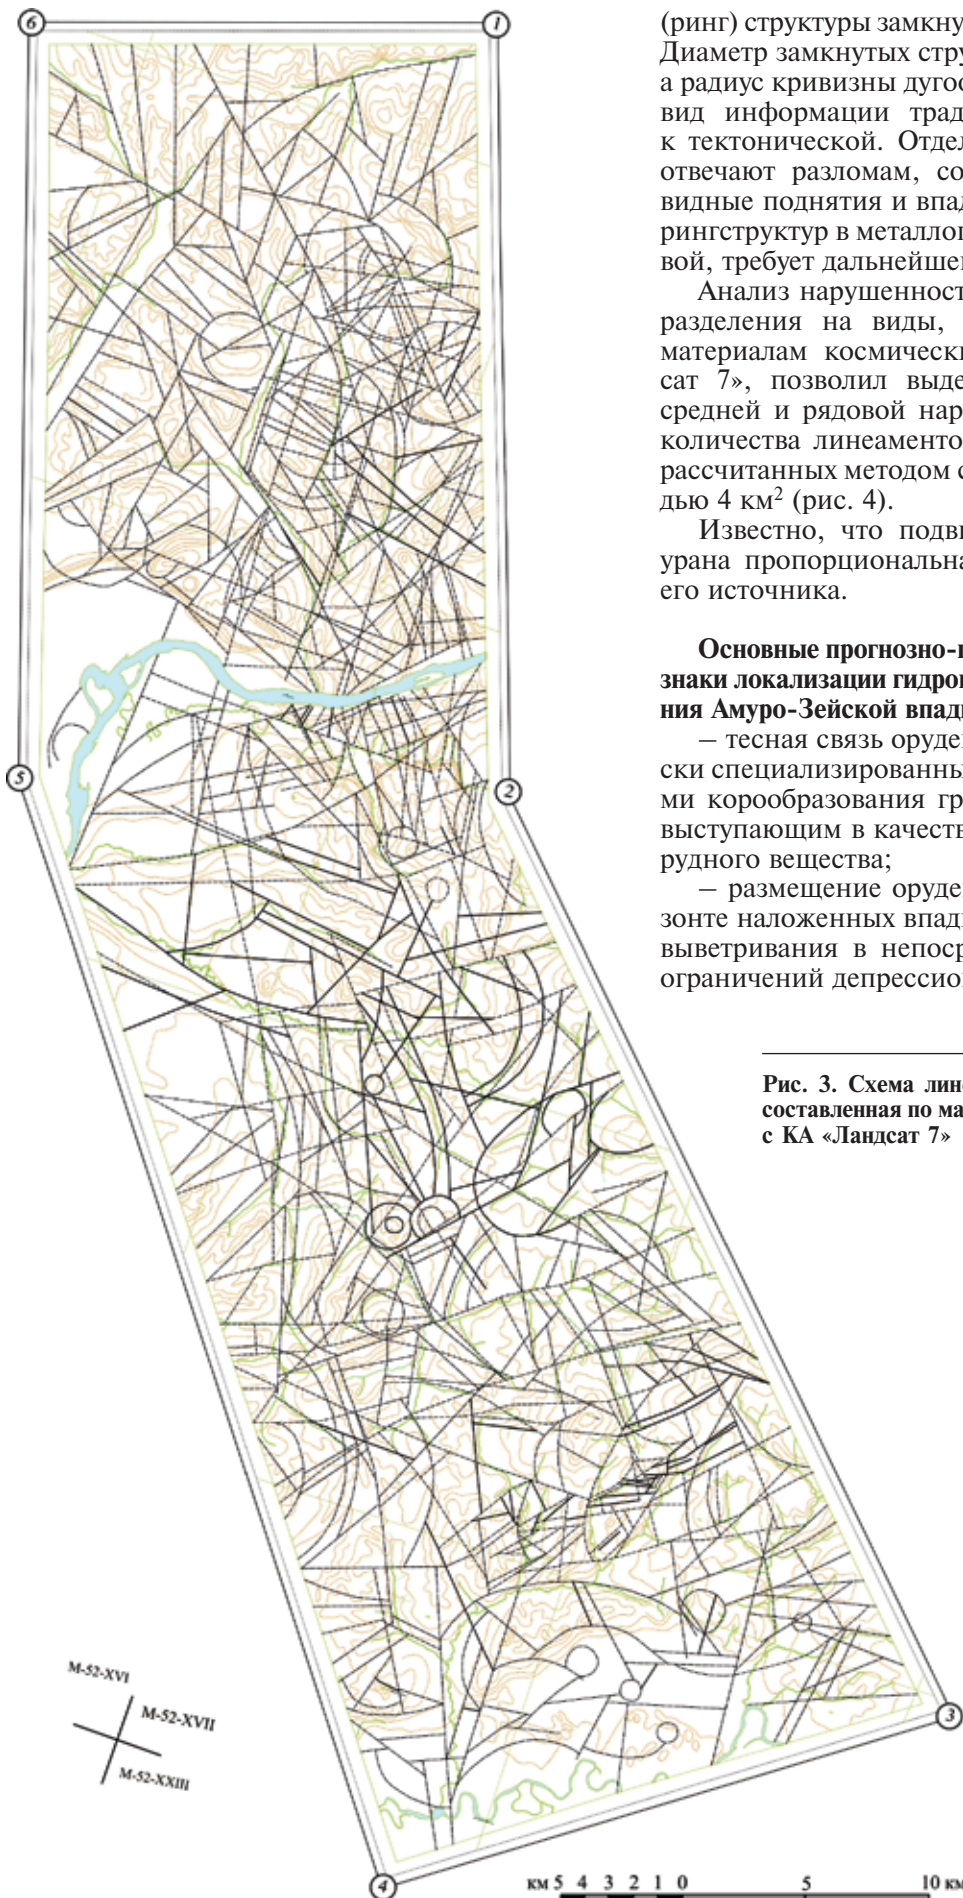 6
1
(ринг) структуры замкну
Диаметр замкнутых стру
а радиус кривизны дугос
вид информации трад
к тектонической. Отдел
отвечают разломам, со
видные поднятия и впад
рингструктур в металлог
вой, требует дальнейше
Анализ нарушенност
разделения на виды,
материалам космически
сат 7», позволил выде
средней и рядовой нар
количества линеаменто
рассчитанных методом с
дью 4 км² (рис. 4).
Известно, что подви
урана пропорциональна
его источника.
Основные прогнозно-п
знаки локализации гидрог
ния Амуро-Зейской впад
– тесная связь оруде
ски специализированны
ми корообразования гр
выступающим в качеств
рудного вещества;
– размещение оруде
зонте наложенных впад
выветривания в непоср
ограничений депрессио
5
2
Рис. 3. Схема лин
составленная по ма
с КА «Ландсат 7»
М-52-XVI
М-52-XVII
М-52-XXIII
3
4
км 5 4 3 2 1 0 5 10 км